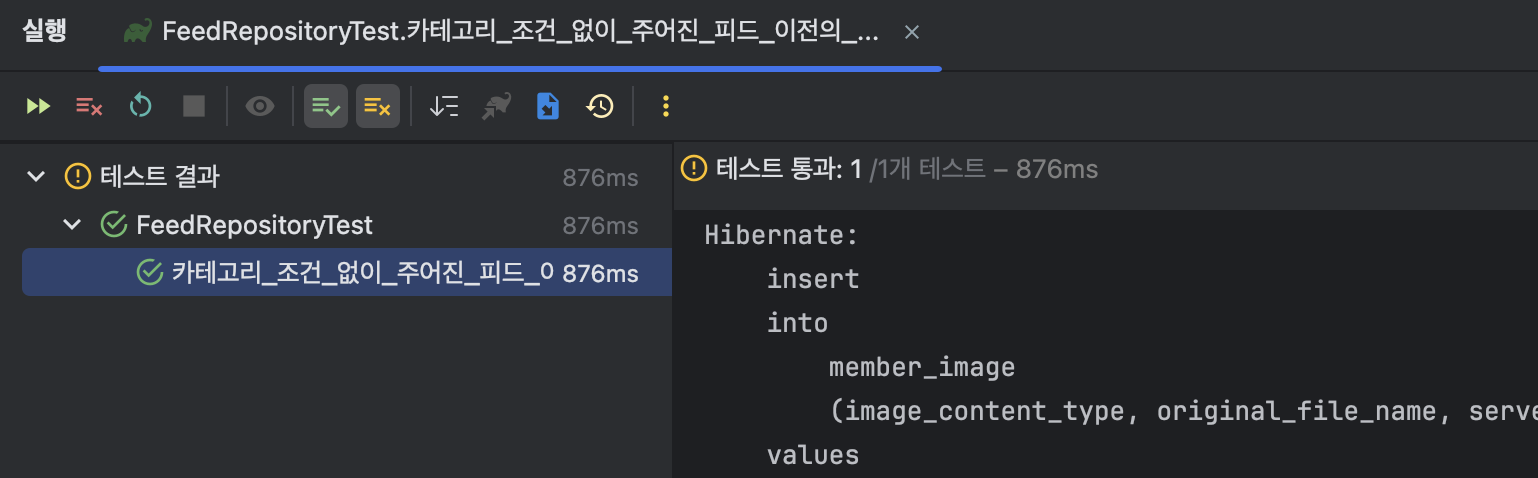 실행 FeedRepositoryTest.카테고리_조건_없이_주어진_피드_이전의_...
테스트 결과 876ms
FeedRepositoryTest 876ms
카테고리_조건_없이_주어진_피드_이 876ms
테스트 통과: 1 /1개 테스트 – 876ms
Hibernate:
insert
into
member_image
(image_content_type, original_file_name, serve
values